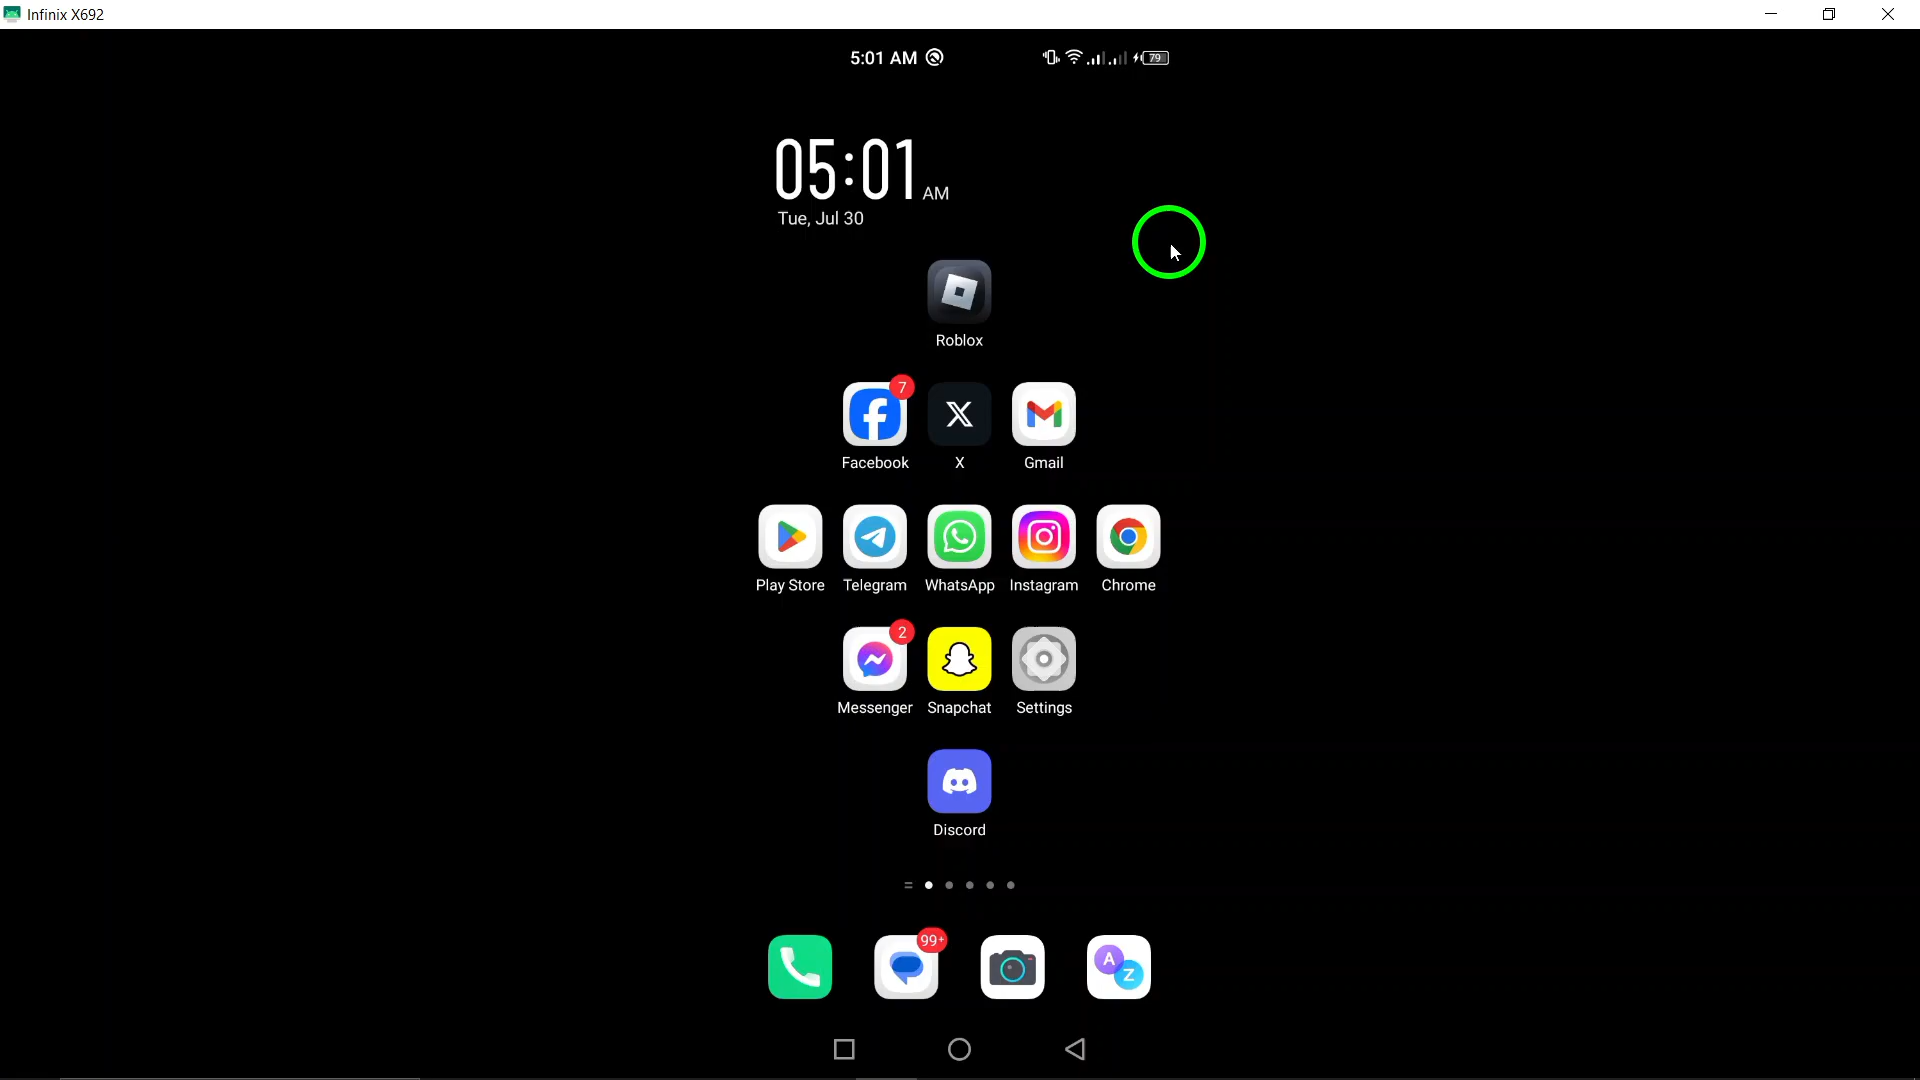 Infinix X692
5:01 AM
79
05:01 AM
Tue, Jul 30
Roblox
7
Facebook X Gmail
Play Store Telegram WhatsApp Instagram Chrome
2
Messenger Snapchat Settings
Discord
99+
A Z